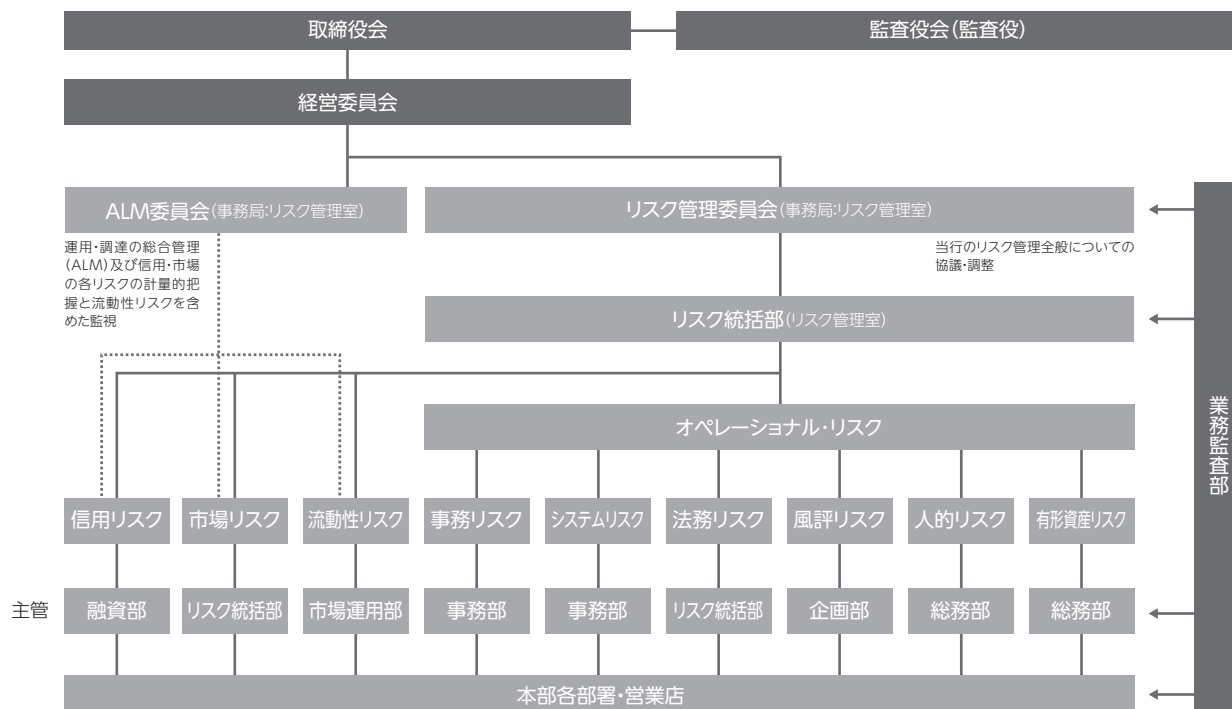 取締役会
監査役会(監査役)
経営委員会
ALM委員会(事務局:リスク管理室)
リスク管理委員会(事務局:リスク管理室)
運用・調達の総合管理
(ALM)及び信用・市場
の各リスクの計量的把
握と流動性リスクを含
めた監視
当行のリスク管理全般についての
協議・調整
リスク統括部(リスク管理室)
業務監査部
オペレーショナル・リスク
信用リスク
市場リスク
流動性リスク
事務リスク
システムリスク
法務リスク
風評リスク
人的リスク
有形資産リスク
主管
融資部
リスク統括部
市場運用部
事務部
事務部
リスク統括部
企画部
総務部
総務部
本部各部署・営業店